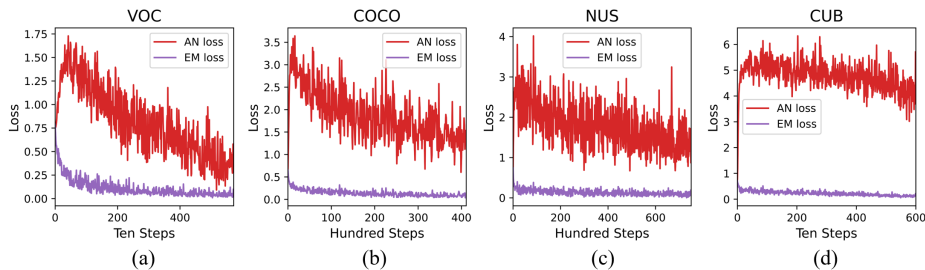 VOC
1.75
1.50
1.25
1.00
0.75
0.50
0.25
0.00
Loss
AN loss
EM loss
0 200 400
Ten Steps
(a)
COCO
3.5
3.0
2.5
2.0
1.5
1.0
0.5
0.0
Loss
AN loss
EM loss
0 100 200 300 400
Hundred Steps
(b)
NUS
4
3
2
1
0
Loss
AN loss
EM loss
0 200 400 600
Hundred Steps
(c)
CUB
6
5
4
3
2
1
0
Loss
AN loss
EM loss
0 200 400 600
Ten Steps
(d)